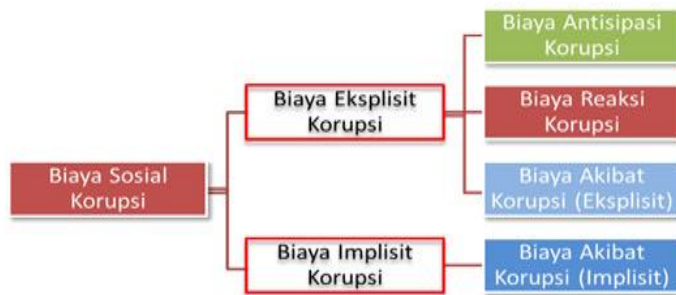 Biaya Sosial
Korupsi
Biaya Eksplisit
Korupsi
Biaya Implisit
Korupsi
Biaya Antisipasi
Korupsi
Biaya Reaksi
Korupsi
Biaya Akibat
Korupsi (Eksplisit)
Biaya Akibat
Korupsi (Implisit)